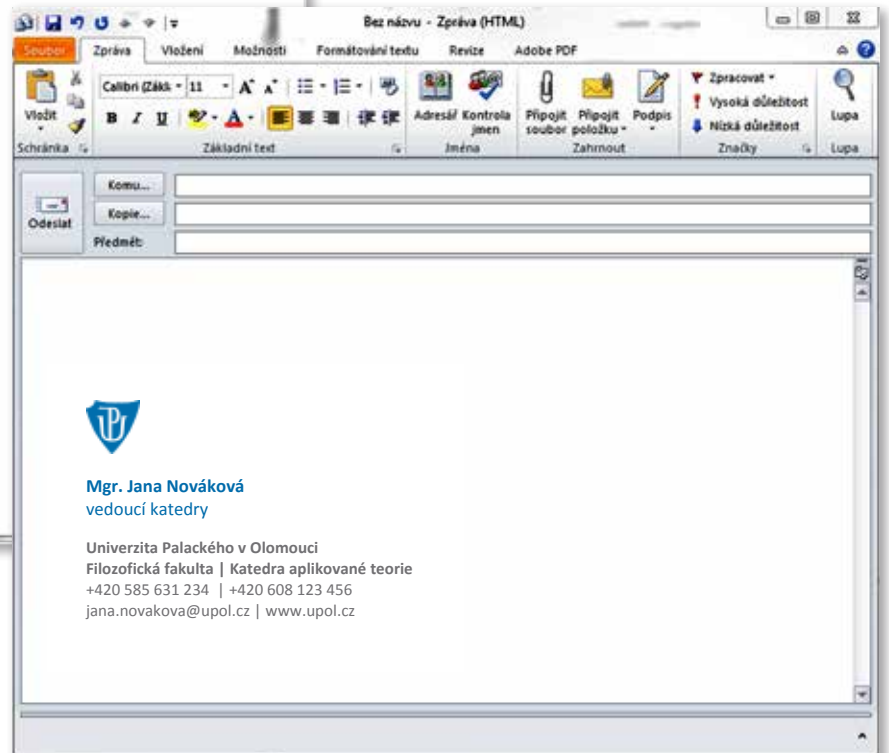 Bez názvu - Zpráva (HTML)
Soubor Zpráva Vložení Možnosti Formátování textu Revize Adobe PDF
Vložit
Schránka
Calibri (Zákl. 11
B I U
Základní text
Adresář Kontrola jmen
Jména
Připojit soubor Připojit položku Podpis
Zahrnout
Zpracovat
Vysoká důležitost
Nízká důležitost
Značky
Lupa
Lupa
Odeslat
Komu...
Kopie...
Předmět:
UP
Mgr. Jana Nováková
vedoucí katedry
Univerzita Palackého v Olomouci
Filozofická fakulta | Katedra aplikované teorie
+420 585 631 234 | +420 608 123 456
jana.novakova@upol.cz | www.upol.cz